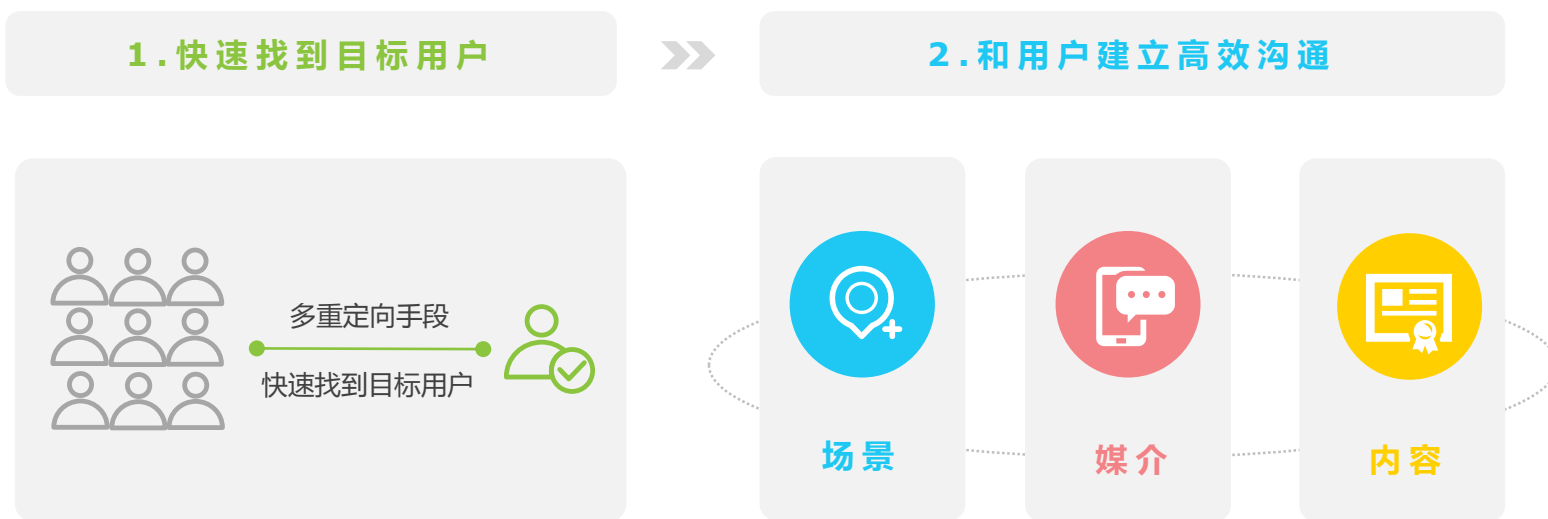 1.快速找到目标用户
2.和用户建立高效沟通
多重定向手段
快速找到目标用户
场景
媒介
内容